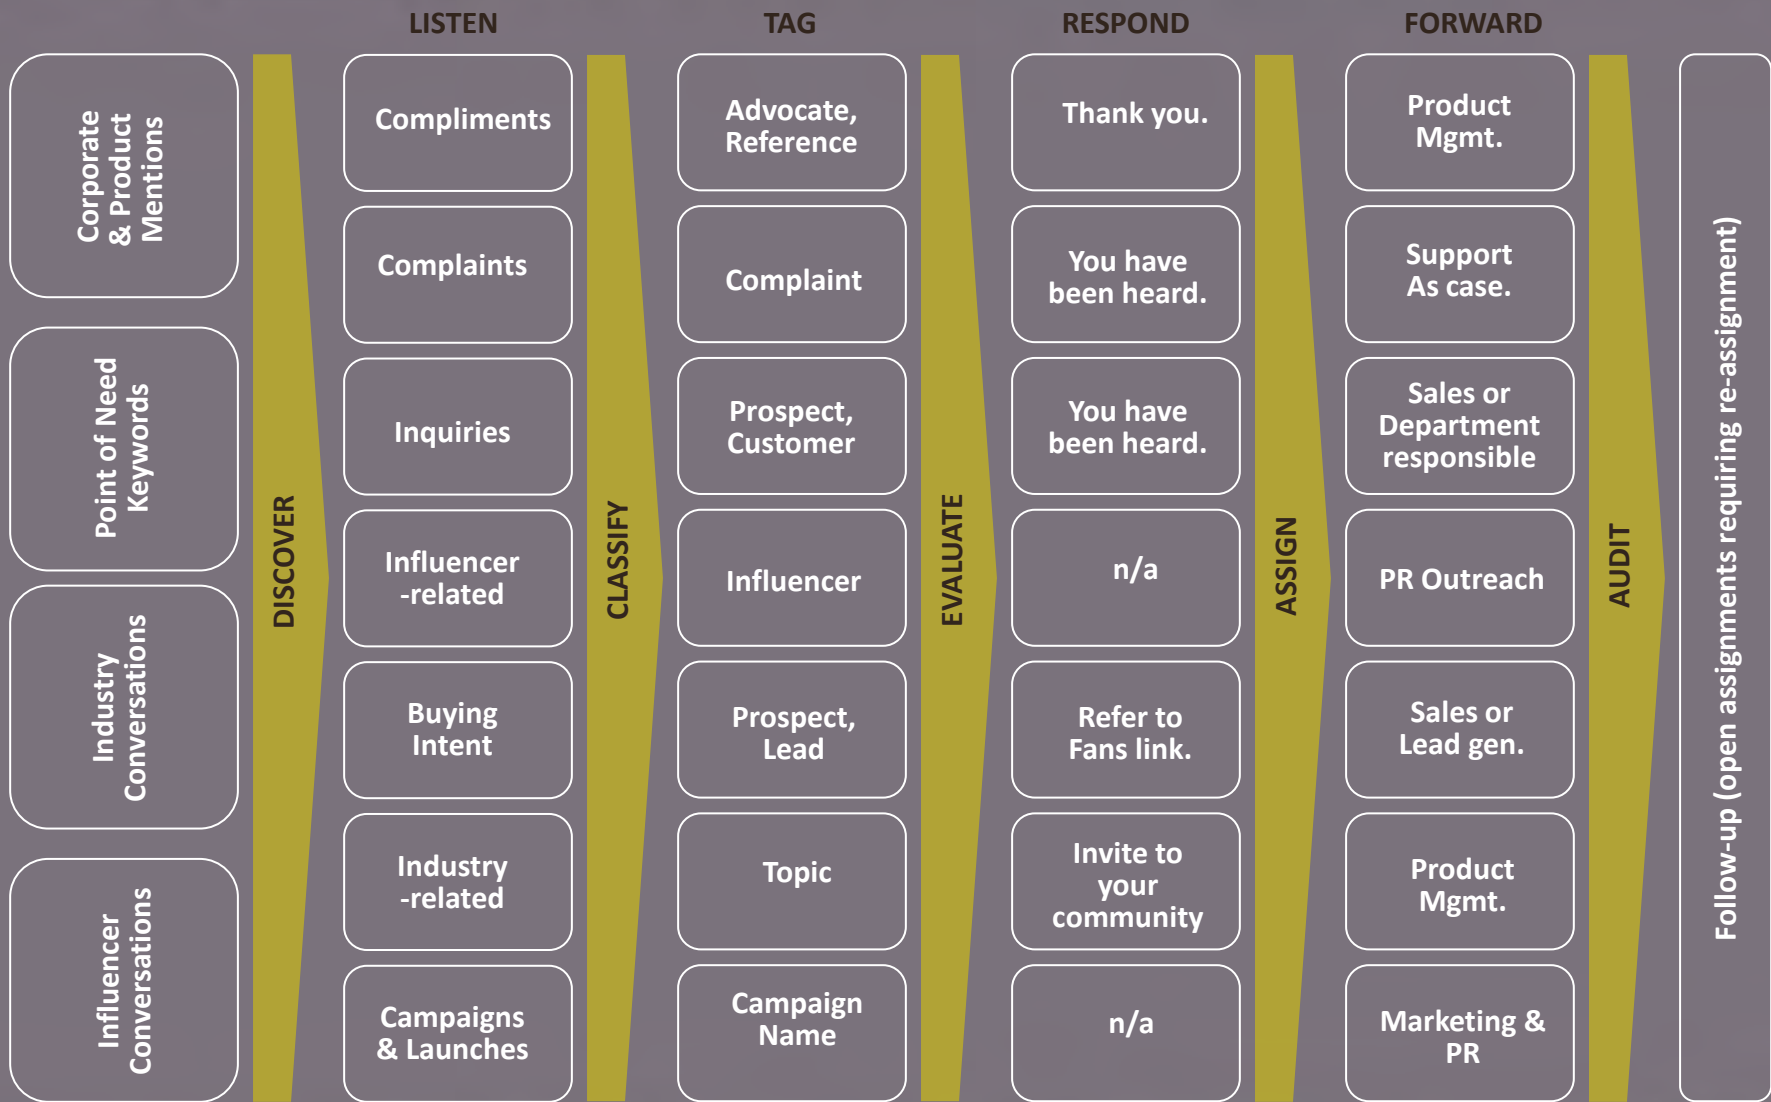 LISTEN
TAG
RESPOND
FORWARD
Corporate
& Product
Mentions
Point of Need
Keywords
Industry
Conversations
Influencer
Conversations
DISCOVER
Compliments
Complaints
Inquiries
Influencer
-related
Buying
Intent
Industry
-related
Campaigns
& Launches
CLASSIFY
Advocate,
Reference
Complaint
Prospect,
Customer
Influencer
Prospect,
Lead
Topic
Campaign
Name
EVALUATE
Thank you.
You have
been heard.
You have
been heard.
n/a
Refer to
Fans link.
Invite to
your
community
n/a
ASSIGN
Product
Mgmt.
Support
As case.
Sales or
Department
responsible
PR Outreach
Sales or
Lead gen.
Product
Mgmt.
Marketing &
PR
AUDIT
Follow-up (open assignments requiring re-assignment)